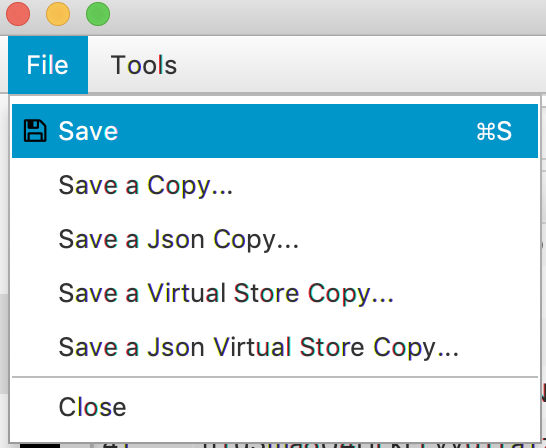 File Tools
Save ⌘S
Save a Copy...
Save a Json Copy...
Save a Virtual Store Copy...
Save a Json Virtual Store Copy...
Close